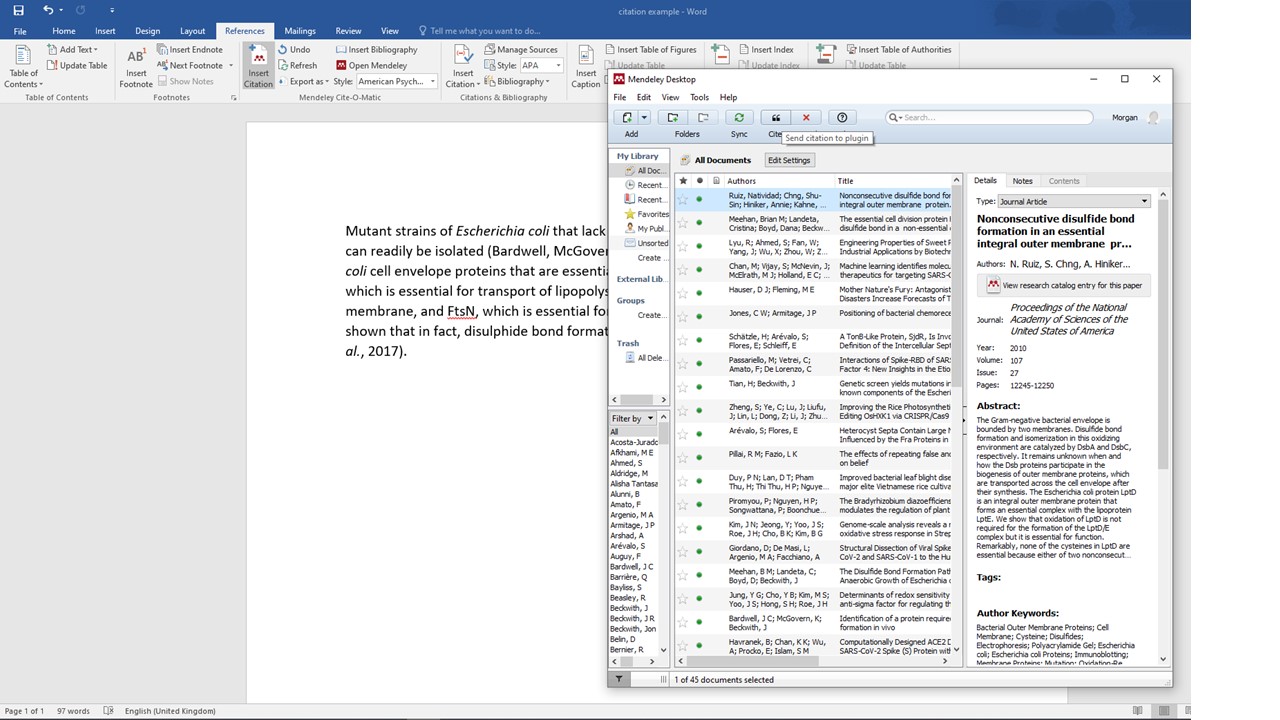 citation example - Word
File Home Insert Design Layout References Mailings Review View Tell me what you want to do...
Table of Contents
Add Text
Update Table
Table of Contents
AB¹
Insert Footnote
Insert Endnote
Next Footnote
Show Notes
Footnotes
Insert Citation
Undo
Refresh
Export as
Insert Bibliography
Open Mendeley
Style: American Psych...
Mendeley Cite-O-Matic
Insert Citation
Manage Sources
Style: APA
Bibliography
Citations & Bibliography
Insert Caption
Insert Table of Figures
Update Table
Insert Index
Update Index
Insert Table of Authorities
Update Table
Mutant strains of Escherichia coli that lack
can readily be isolated (Bardwell, McGover
coli cell envelope proteins that are essentia
which is essential for transport of lipopolys
membrane, and FtsN, which is essential fo
shown that in fact, disulphide bond format
al., 2017).
Mendeley Desktop
File Edit View Tools Help
Add Folders Sync Cite
Search...
Morgan
Send citation to plugin
My Library
All Doc...
Recent...
Recent...
Favorites
My Publ...
Unsorted
Create ...
External Lib...
Groups
Create...
Trash
All Dele...
Filter by
All
Acosta-Jurado
Afkhami, M E
Ahmed, S
Aldridge, M
Alisha Tantasa
Alunni, B
Amato, F
Argenio, M A
Armitage, J P
Arshad, A
Arévalo, S
Auguy, F
Bardwell, J C
Barrière, Q
Bayliss, S
Beasley, R
Beckwith, J
Beckwith, J R
Beckwith, Jon
Belin, D
Bernier, R
All Documents Edit Settings
Authors Title
Ruiz, Natividad; Chng, Shu-Sin; Hiniker, Annie; Kahne, ... Nonconsecutive disulfide bond for integral outer membrane protein.
Meehan, Brian M; Landeta, Cristina; Boyd, Dana; Beckw... The essential cell division protein disulfide bond in a non-essential
Lyu, R; Ahmed, S; Fan, W; Yang, J; Wu, X; Zhou, W; Z... Engineering Properties of Sweet P Industrial Applications by Biotechn
Chan, M; Vijay, S; McNevin, J; McElrath, M J; Holland, E C; ... Machine learning identifies molecu therapeutics for targeting SARS-C
Hauser, D J; Fleming, M E Mother Nature's Fury: Antagonist Disasters Increase Forecasts of
Jones, C W; Armitage, J P Positioning of bacterial chemorece
Schätzle, H; Arévalo, S; Flores, E; Schleiff, E A TonB-Like Protein, SjdR, Is Invo Definition of the Intercellular Sept
Passariello, M; Vetrei, C; Amato, F; De Lorenzo, C Interactions of Spike-RBD of SARS Factor 4: New Insights in the Etio
Tian, H; Beckwith, J Genetic screen yields mutations in known components of the Escheri
Zheng, S; Ye, C; Lu, J; Liufu, J; Lin, L; Dong, Z; Li, J; Zhu... Improving the Rice Photosyntheti Editing OsHXK1 via CRISPR/Cas9
Arévalo, S; Flores, E Heterocyst Septa Contain Large N Influenced by the Fra Proteins in
Pillai, R M; Fazio, L K The effects of repeating false and on belief
Duy, P N; Lan, D T; Pham Thu, H; Thi Thu, H P; Nguye... Improved bacterial leaf blight dise major elite Vietnamese rice cultiva
Piromyou, P; Nguyen, H P; Songwattana, P; Boonchue... The Bradyrhizobium diazoefficiens modulates the regulation of plant
Kim, J N; Jeong, Y; Yoo, J S; Roe, J H; Cho, B K; Kim, B G Genome-scale analysis reveals a r oxidative stress response in Strep
Giordano, D; De Masi, L; Argenio, M A; Facchiano, A Structural Dissection of Viral Spike CoV-2 and SARS-CoV-1 to the Hu
Meehan, B M; Landeta, C; Boyd, D; Beckwith, J The Disulfide Bond Formation Path Anaerobic Growth of Escherichia c
Jung, Y G; Cho, Y B; Kim, M S; Yoo, J S; Hong, S H; Roe, J H Determinants of redox sensitivity anti-sigma factor for regulating th
Bardwell, J C; McGovern, K; Beckwith, J Identification of a protein require formation in vivo
Havranek, B; Chan, K K; Wu, A; Procko, E; Islam, S M Computationally Designed ACE2 D SARS-CoV-2 Spike (S) Protein with
Details Notes Contents
Type: Journal Article
Nonconsecutive disulfide bond
formation in an essential
integral outer membrane pr...
Authors: N. Ruiz, S. Chng, A. Hiniker...
View research catalog entry for this paper
Journal: Proceedings of the National Academy of Sciences of the United States of America
Year: 2010
Volume: 107
Issue: 27
Pages: 12245-12250
Abstract:
The Gram-negative bacterial envelope is
bounded by two membranes. Disulfide bond
formation and isomerization in this oxidizing
environment are catalyzed by DsbA and DsbC,
respectively. It remains unknown when and
how the Dsb proteins participate in the
biogenesis of outer membrane proteins, which
are transported across the cell envelope after
their synthesis. The Escherichia coli protein LptD
is an integral outer membrane protein that
forms an essential complex with the lipoprotein
LptE. We show that oxidation of LptD is not
required for the formation of the LptD/E
complex but it is essential for function.
Remarkably, none of the cysteines in LptD are
essential because either of two nonconsecut...
Tags:
Author Keywords:
Bacterial Outer Membrane Proteins; Cell
Membrane; Cysteine; Disulfides;
Electrophoresis; Polyacrylamide Gel; Escherichia
coli; Escherichia coli Proteins; Immunoblotting;
Membrane Proteins; Mutation; Oxidation-Re
1 of 45 documents selected
Page 1 of 1 97 words English (United Kingdom)